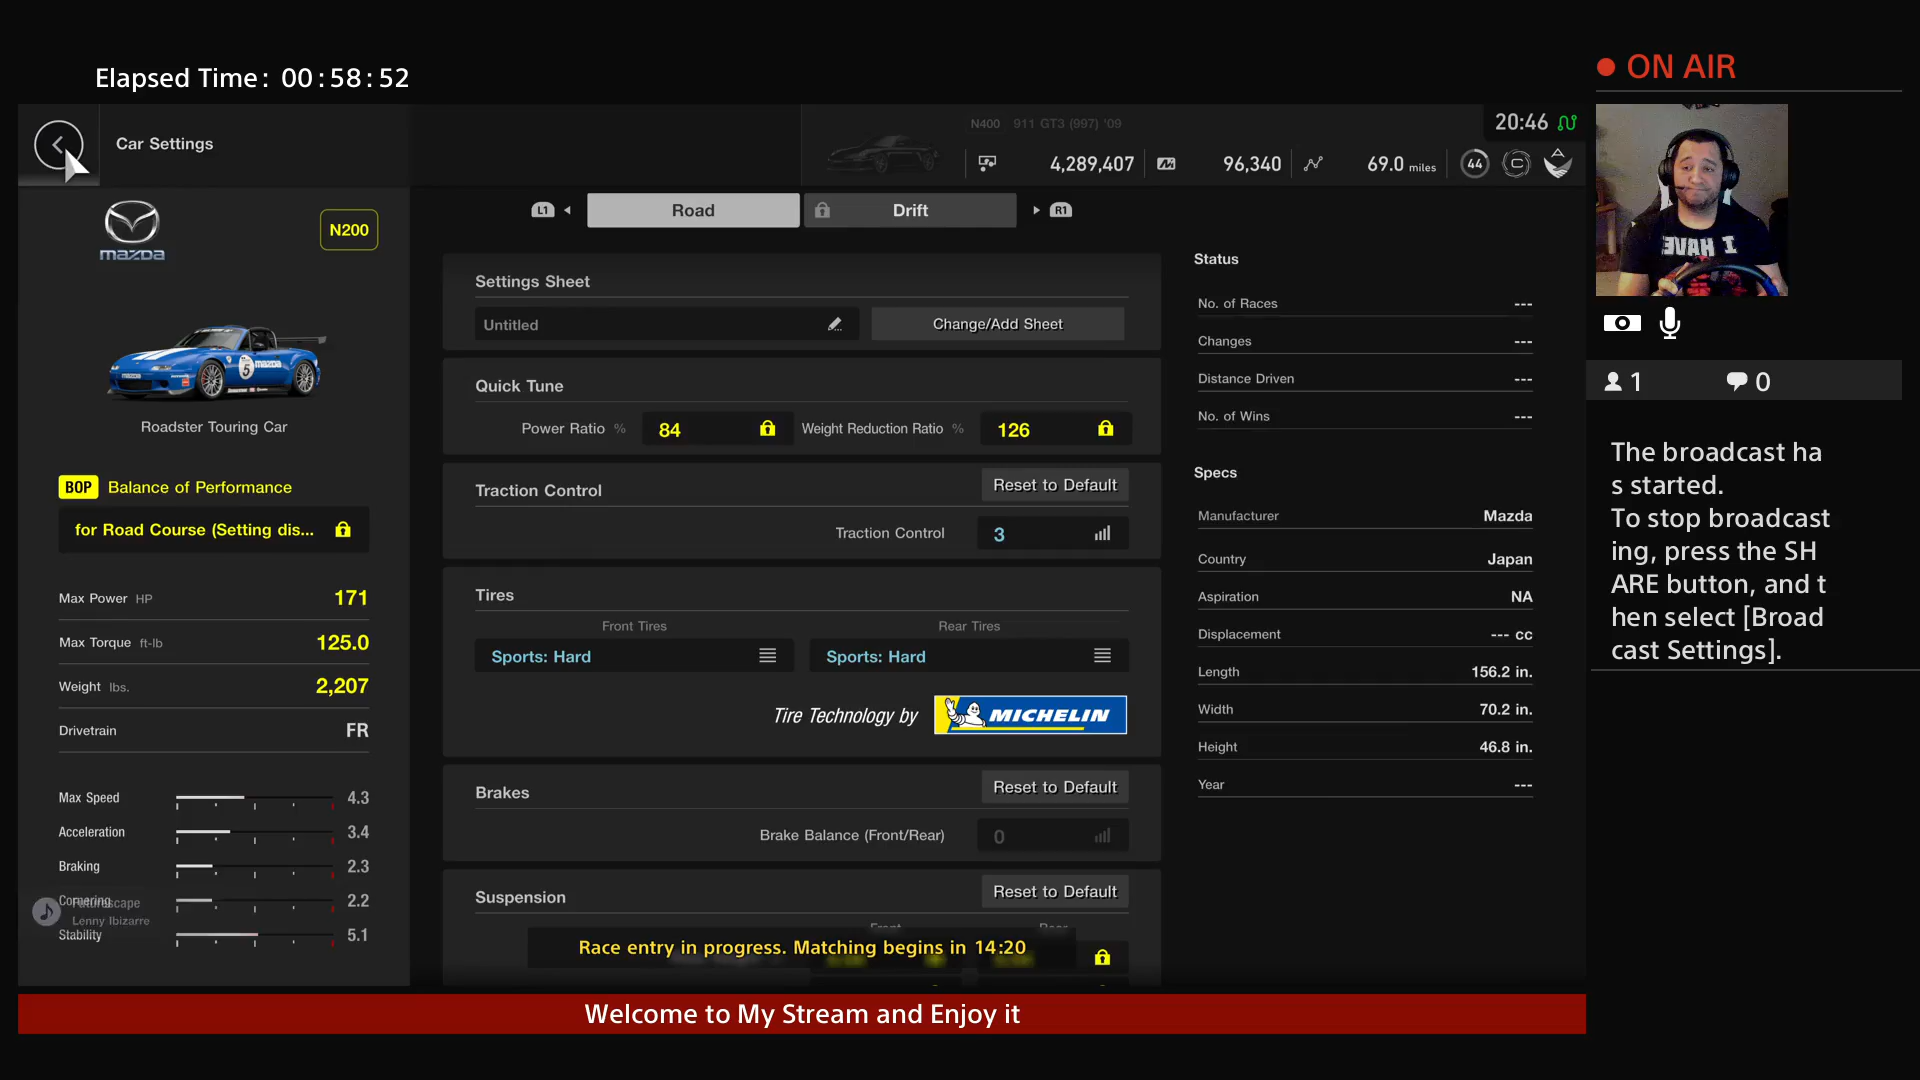 Elapsed Time: 00:58:52
ON AIR
Car Settings
N400 911 GT3 (997) '09
20:46
4,289,407
96,340
69.0 miles
44
L1
Road
Drift
R1
mazda
N200
Roadster Touring Car
BOP Balance of Performance
for Road Course (Setting dis...
Max Power HP 171
Max Torque ft-lb 125.0
Weight lbs. 2,207
Drivetrain FR
Max Speed 4.3
Acceleration 3.4
Braking 2.3
Cornering 2.2
Lenny Ibizarre
Stability 5.1
Settings Sheet
Untitled
Change/Add Sheet
Quick Tune
Power Ratio % 84
Weight Reduction Ratio % 126
Traction Control
Reset to Default
Traction Control 3
Tires
Front Tires
Rear Tires
Sports: Hard
Sports: Hard
Tire Technology by
MICHELIN
Brakes
Reset to Default
Brake Balance (Front/Rear) 0
Suspension
Reset to Default
Front
Rear
Race entry in progress. Matching begins in 14:20
Status
No. of Races ---
Changes ---
Distance Driven ---
No. of Wins ---
Specs
Manufacturer Mazda
Country Japan
Aspiration NA
Displacement --- cc
Length 156.2 in.
Width 70.2 in.
Height 46.8 in.
Year ---
I HAVE
1
0
The broadcast ha
s started.
To stop broadcast
ing, press the SH
ARE button, and t
hen select [Broad
cast Settings].
Welcome to My Stream and Enjoy it